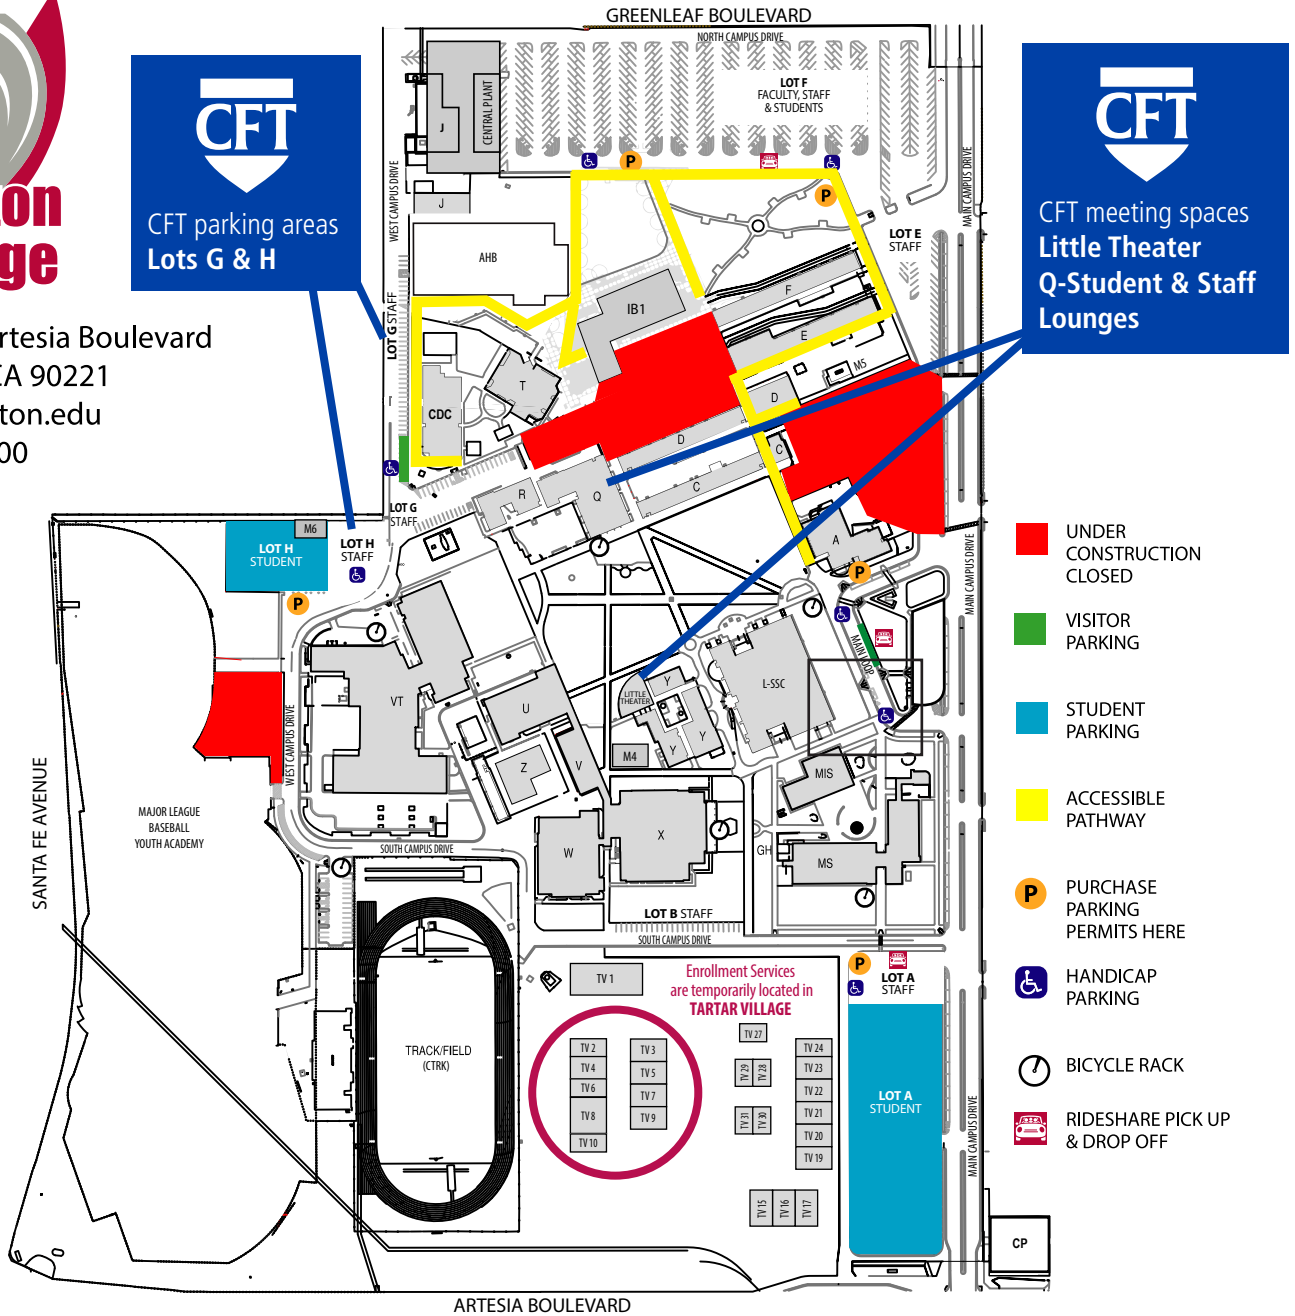 GREENLEAF BOULEVARD
NORTH CAMPUS DRIVE
CFT
CFT parking areas
Lots G & H
CFT
CFT meeting spaces
Little Theater
Q-Student & Staff
Lounges
LOT F
FACULTY, STAFF
& STUDENTS
J
CENTRAL PLANT
J
WEST CAMPUS DRIVE
MAIN CAMPUS DRIVE
P
P
LOT E
STAFF
AHB
IB1
F
E
M5
LOT G STAFF
T
CDC
D
D
C
C
R
Q
A
LOT G
STAFF
rtesia Boulevard
CA 90221
ton.edu
00
M6
LOT H
STUDENT
LOT H
STAFF
P
P
MAIN CAMPUS DRIVE
MAIN LOOP
UNDER
CONSTRUCTION
CLOSED
VISITOR
PARKING
STUDENT
PARKING
ACCESSIBLE
PATHWAY
P
PURCHASE
PARKING
PERMITS HERE
HANDICAP
PARKING
BICYCLE RACK
RIDESHARE PICK UP
& DROP OFF
VT
U
Z
V
W
X
LITTLE
THEATER
Y
Y
Y
M4
L-SSC
MIS
MS
GH
WEST CAMPUS DRIVE
SANTA FE AVENUE
MAJOR LEAGUE
BASEBALL
YOUTH ACADEMY
SOUTH CAMPUS DRIVE
LOT B STAFF
SOUTH CAMPUS DRIVE
P
LOT A
STAFF
TV 1
Enrollment Services
are temporarily located in
TARTAR VILLAGE
TRACK/FIELD
(CTRK)
I
TV 2
TV 4
TV 6
TV 8
TV 10
TV 3
TV 5
TV 7
TV 9
TV 27
TV 29
TV 28
TV 31
TV 30
TV 24
TV 23
TV 22
TV 21
TV 20
TV 19
TV 15
TV 16
TV 17
LOT A
STUDENT
MAIN CAMPUS DRIVE
CP
ARTESIA BOULEVARD